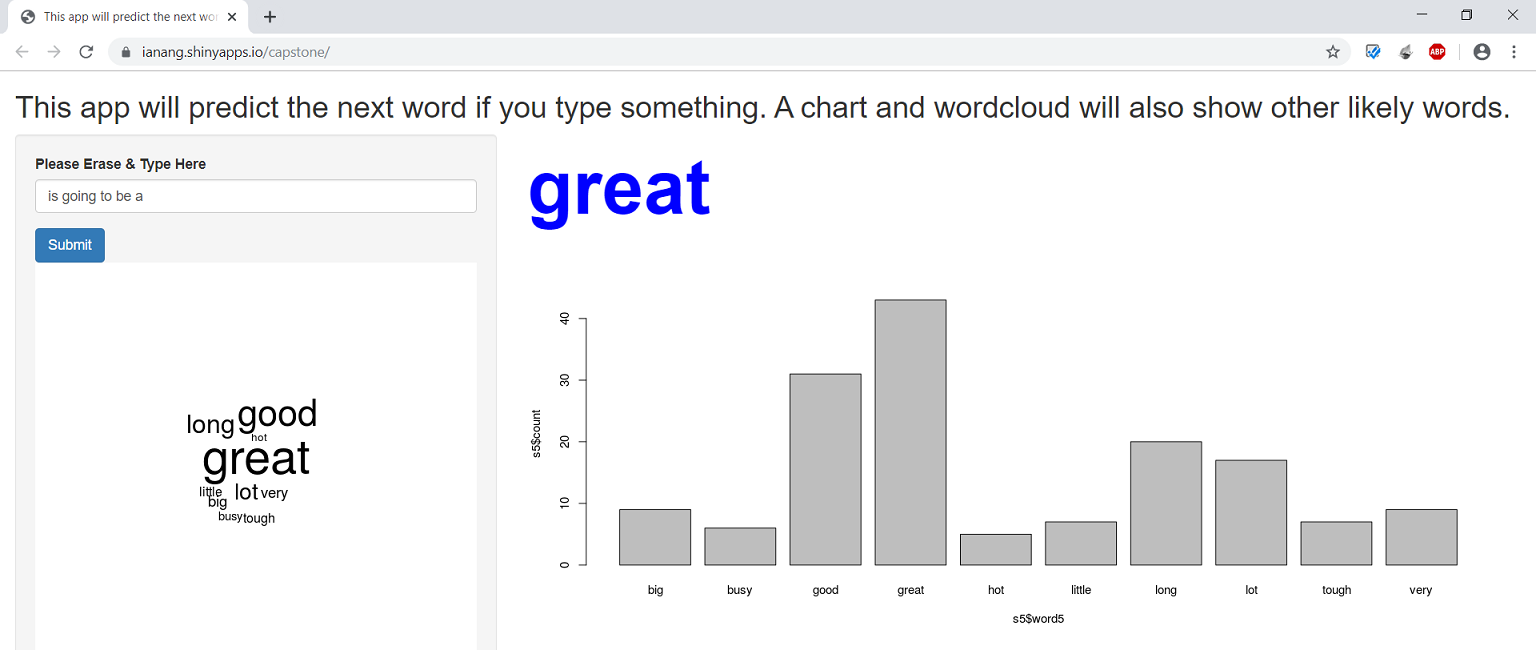 This app will predict the next wor
ianang.shinyapps.io/capstone/
ABP
This app will predict the next word if you type something. A chart and wordcloud will also show other likely words.
Please Erase & Type Here
is going to be a
Submit
great
long good
hot
great
little lot very
big
busy tough
s5$count
40
30
20
10
0
big busy good great hot little long lot tough very
s5$word5